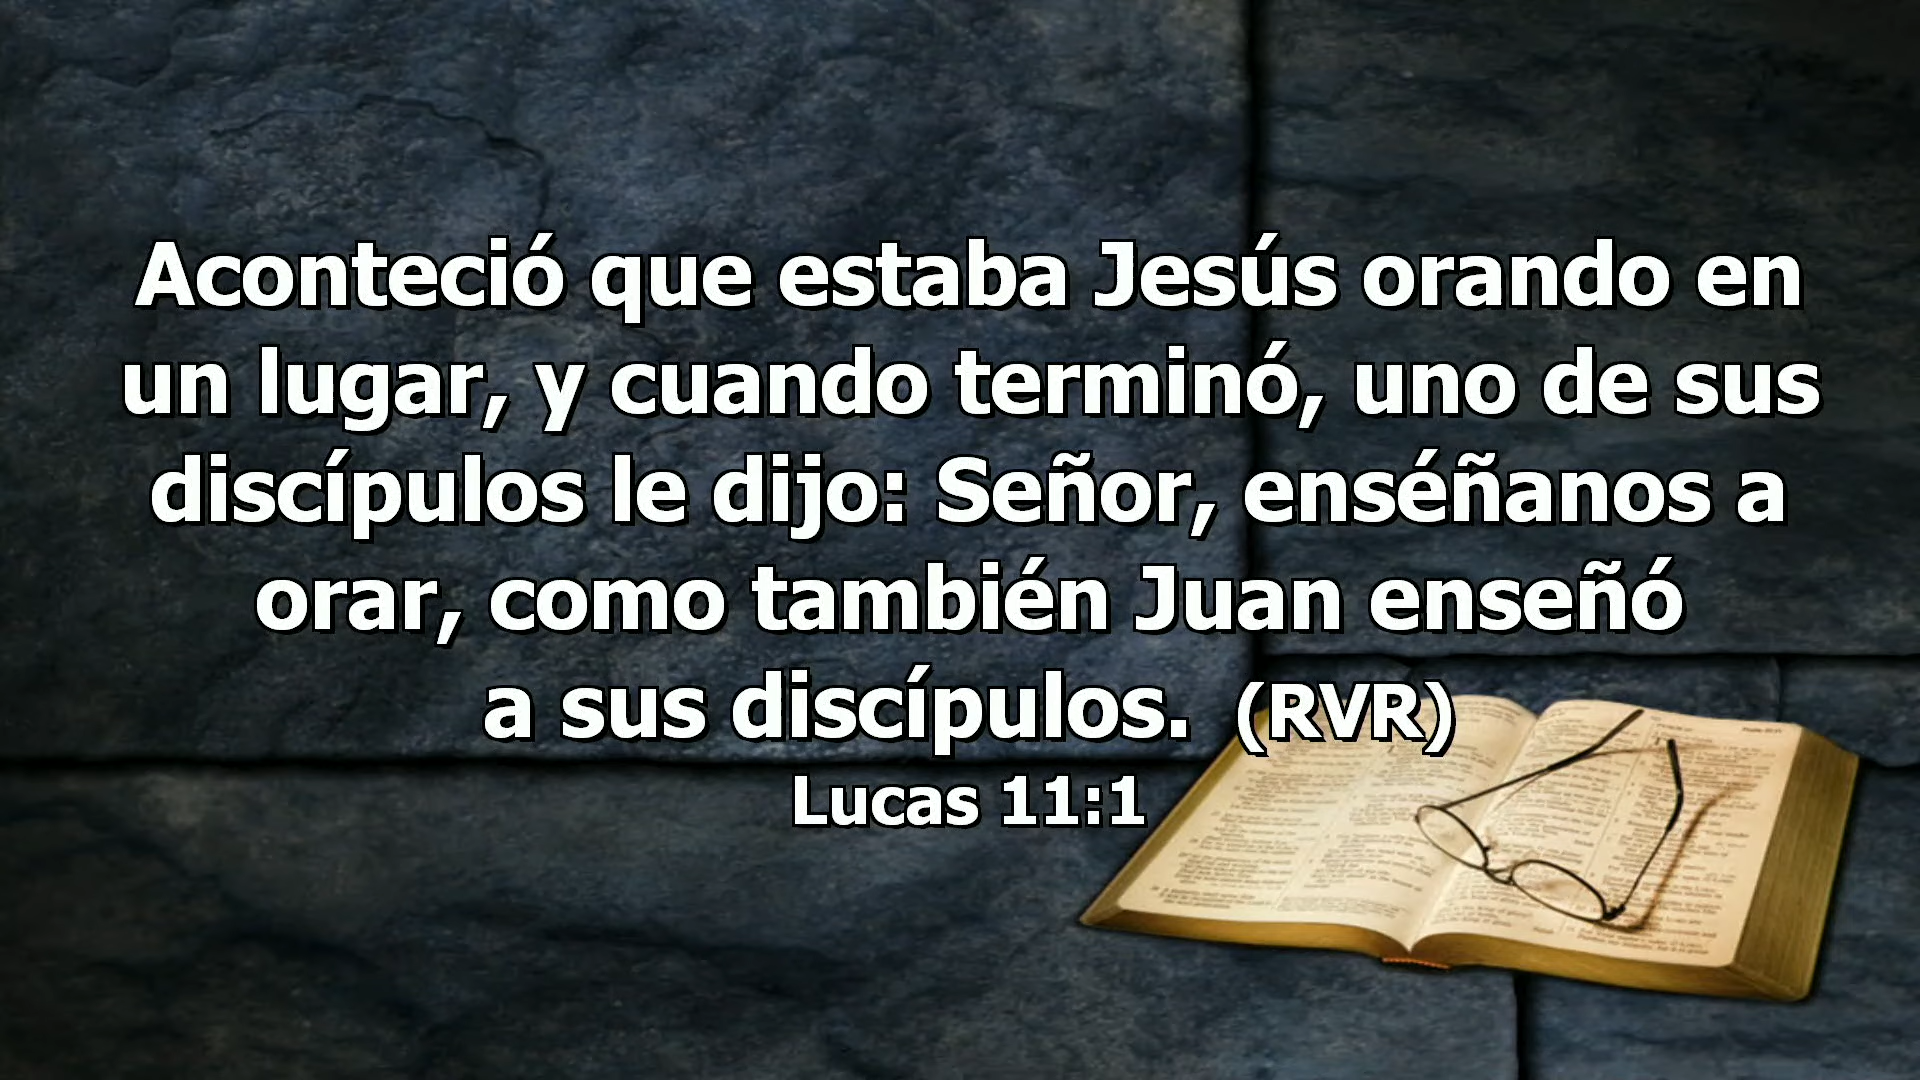 Aconteció que estaba Jesús orando en
un lugar, y cuando terminó, uno de sus
discípulos le dijo: Señor, enséñanos a
orar, como también Juan enseñó
a sus discípulos. (RVR)
Lucas 11:1